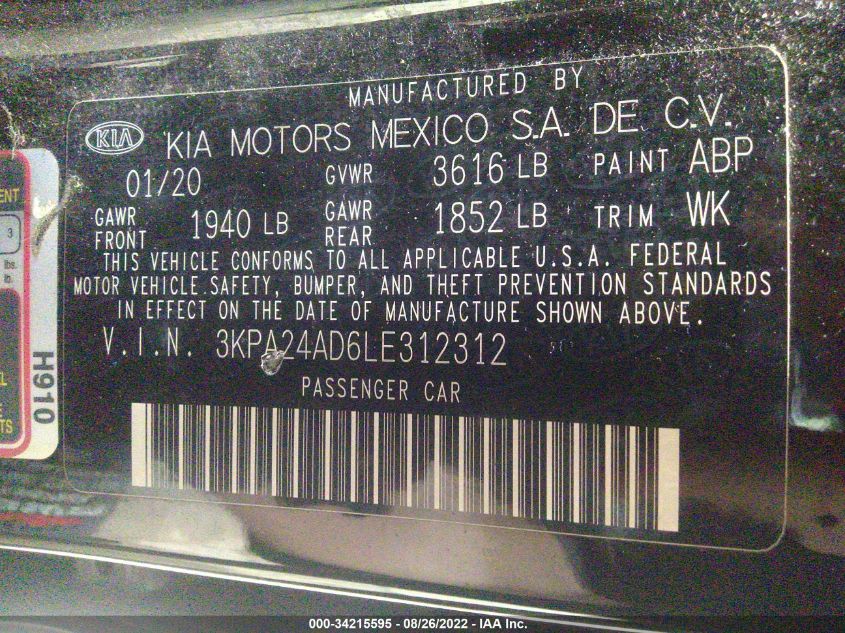 MANUFACTURED BY
KIA KIA MOTORS MEXICO S.A. DE C.V.
01/20 GVWR 3616 LB PAINT ABP
GAWR FRONT 1940 LB GAWR REAR 1852 LB TRIM WK
THIS VEHICLE CONFORMS TO ALL APPLICABLE U.S.A. FEDERAL
MOTOR VEHICLE SAFETY, BUMPER, AND THEFT PREVENTION STANDARDS
IN EFFECT ON THE DATE OF MANUFACTURE SHOWN ABOVE.
V.I.N. 3KPA24AD6LE312312
PASSENGER CAR
3
lbs.
H910
000-34215595 - 08/26/2022 - IAA Inc.